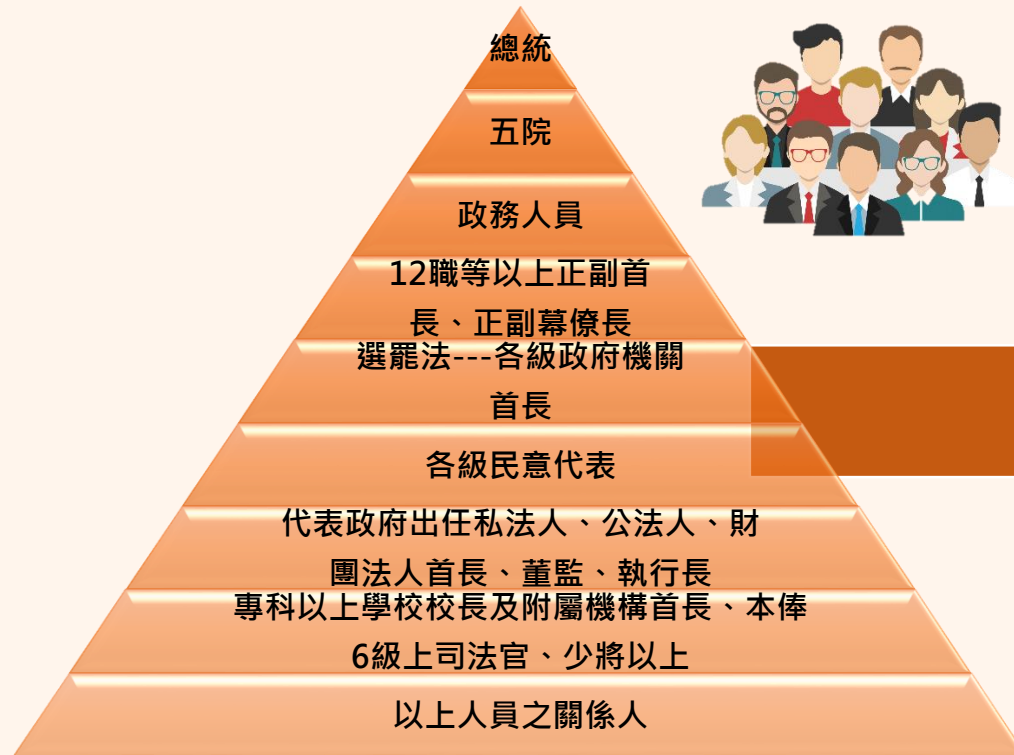 總統
五院
政務人員
12職等以上正副首
長、正副幕僚長
選罷法---各級政府機關
首長
各級民意代表
代表政府出任私法人、公法人、財
團法人首長、董監、執行長
專科以上學校校長及附屬機構首長、本俸
6級上司法官、少將以上
以上人員之關係人